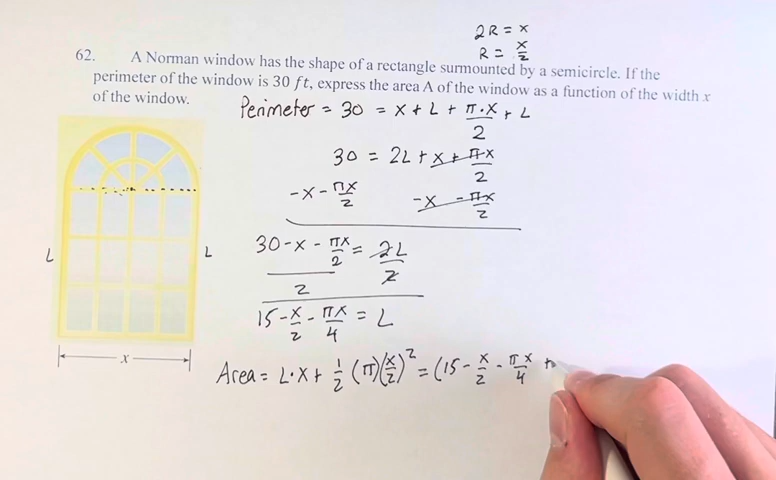 2R = x
R = x/2
62. A Norman window has the shape of a rectangle surmounted by a semicircle. If the
perimeter of the window is 30 ft, express the area A of the window as a function of the width x
of the window.
Perimeter = 30 = x + L + π·x/2 + L
30 = 2L + x + πx/2
-x - πx/2 -x - πx/2
30 - x - πx/2 = 2L
2 2
15 - x/2 - πx/4 = L
L L
x
Area = L·x + 1/2 (π)(x/2)² = (15 - x/2 - πx/4